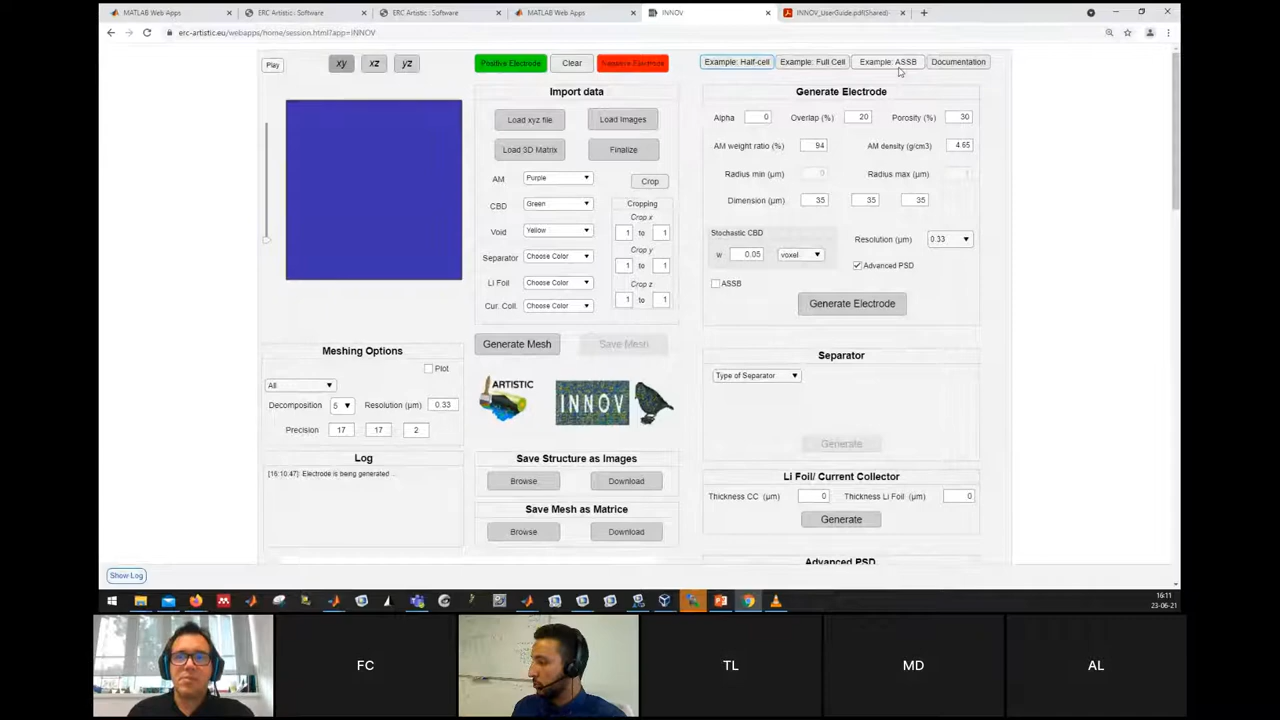 MATLAB Web Apps
ERC Artistic : Software
ERC Artistic : Software
MATLAB Web Apps
INNOV
INNOV_UserGuide.pdf(Shared)-
erc-artistic.eu/webapps/home/session.html?app=INNOV
Play
xy
xz
yz
Positive Electrode
Clear
Negative Electrode
Example: Half-cell
Example: Full Cell
Example: ASSB
Documentation
Import data
Load xyz file
Load Images
Load 3D Matrix
Finalize
AM
Purple
Crop
CBD
Green
Cropping
Void
Yellow
Crop x
1 to 1
Separator
Choose Color
Crop y
1 to 1
Li Foil
Choose Color
Crop z
Cur. Coll.
Choose Color
1 to 1
Generate Mesh
Save Mesh
Generate Electrode
Alpha 0 Overlap (%) 20 Porosity (%) 30
AM weight ratio (%) 94 AM density (g/cm3) 4.65
Radius min (µm) 0 Radius max (µm)
Dimension (µm) 35 35 35
Stochastic CBD
w 0.05 voxel
Resolution (µm) 0.33
Advanced PSD
ASSB
Generate Electrode
Meshing Options
Plot
All
Decomposition 5 Resolution (µm) 0.33
Precision 17 17 2
ARTISTIC
INNOV
Separator
Type of Separator
Generate
Log
[16:10.47] Electrode is being generated...
Save Structure as Images
Browse
Download
Save Mesh as Matrice
Browse
Download
Li Foil/ Current Collector
Thickness CC (µm) 0 Thickness Li Foil (µm) 0
Generate
Advanced PSD
Show Log
16:11
23-06-21
FC
TL
MD
AL